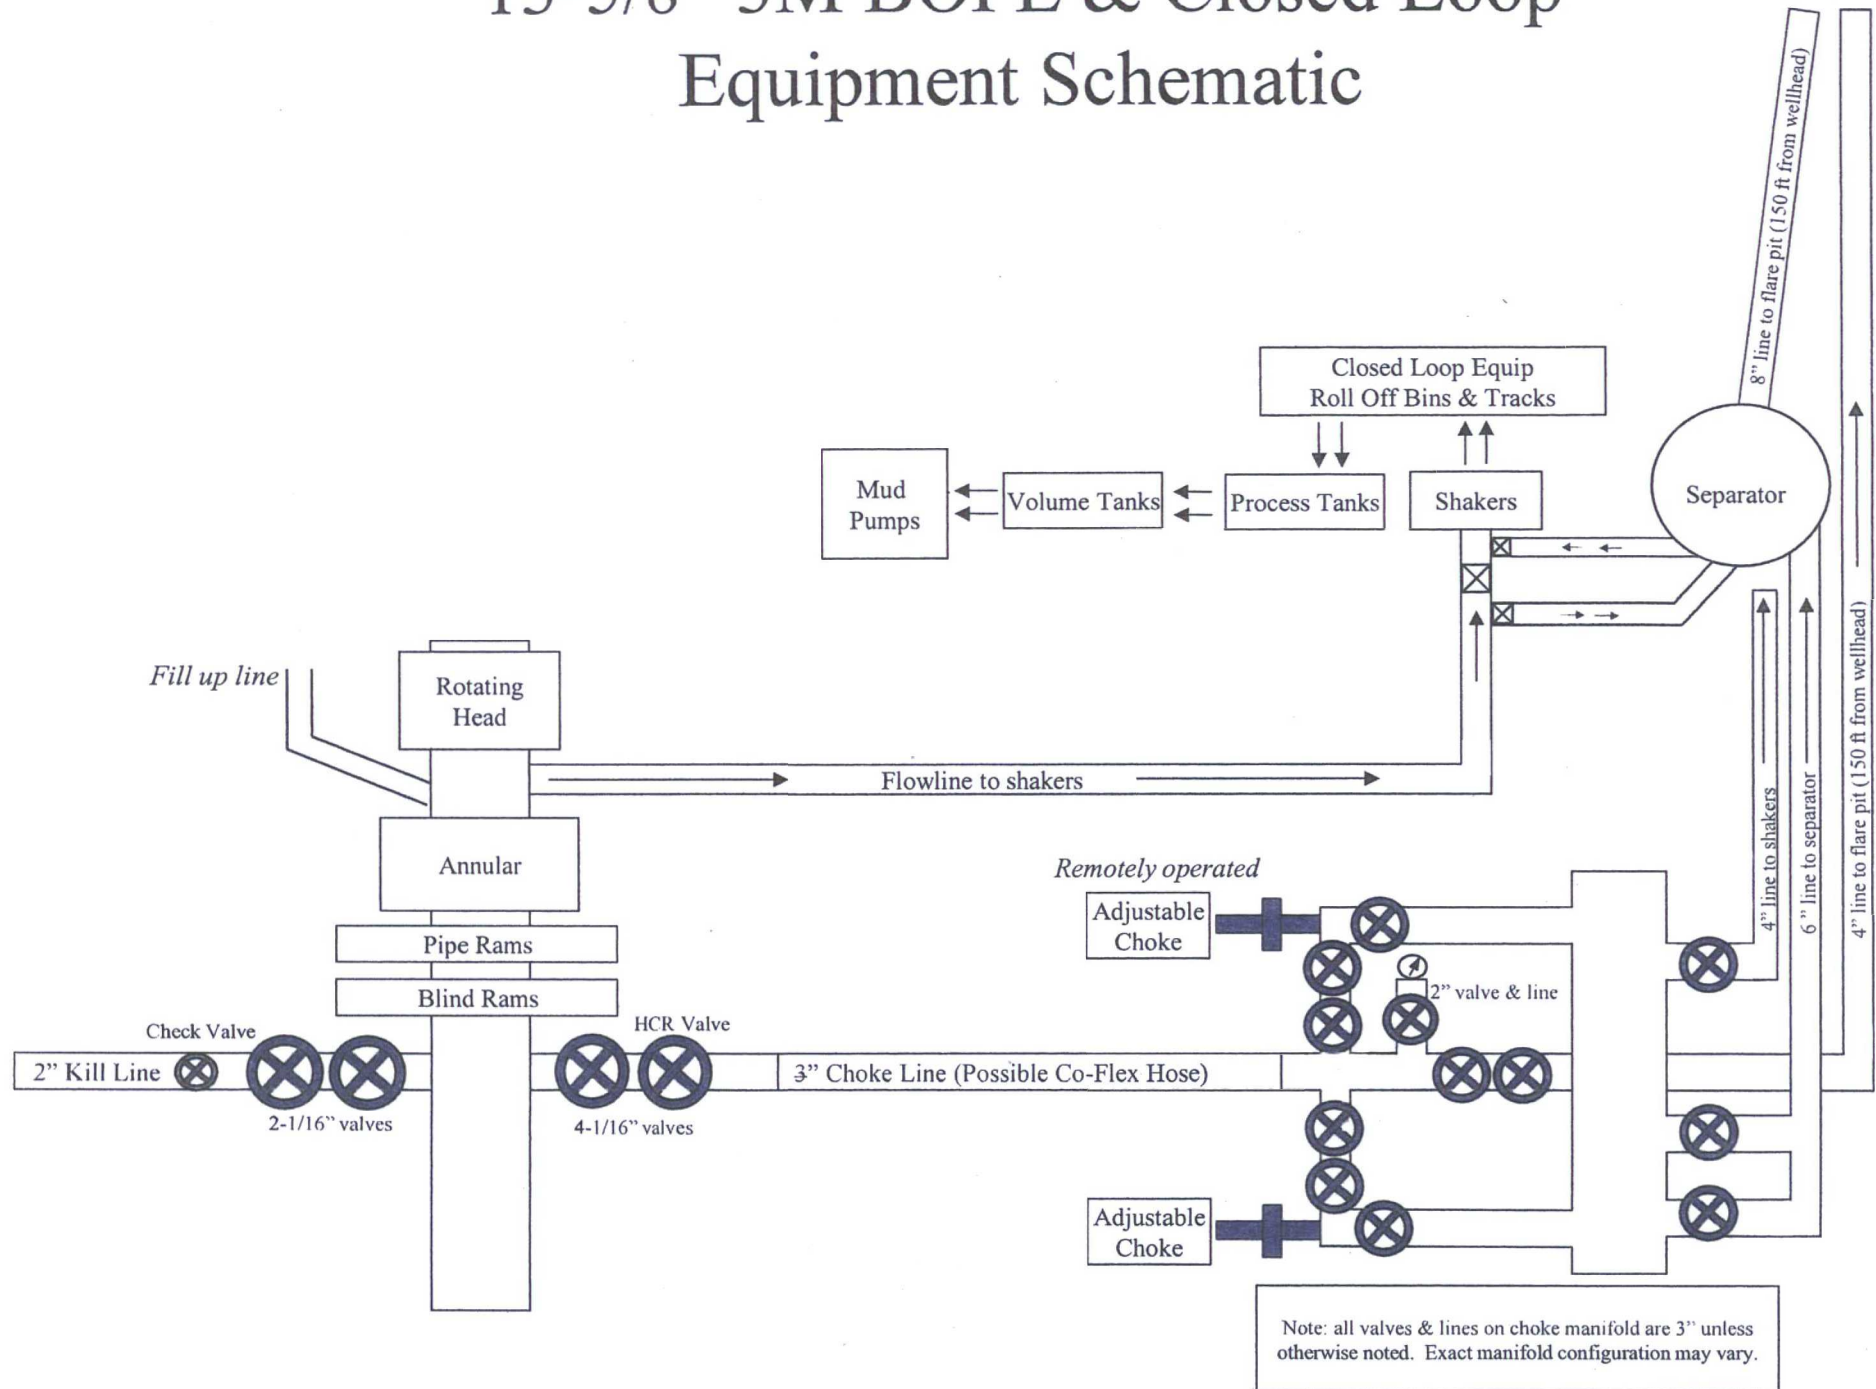 BOPE & Closed Loop
Equipment Schematic
8” line to flare pit (150 ft from wellhead)
Closed Loop Equip
Roll Off Bins & Tracks
Mud
Pumps
Volume Tanks
Process Tanks
Shakers
Separator
Fill up line
Rotating
Head
Flowline to shakers
Annular
Pipe Rams
Blind Rams
Remotely operated
Adjustable
Choke
2” valve & line
4” line to shakers
6” line to separator
4” line to flare pit (150 ft from wellhead)
Check Valve
HCR Valve
2” Kill Line
3” Choke Line (Possible Co-Flex Hose)
2-1/16” valves
4-1/16” valves
Adjustable
Choke
Note: all valves & lines on choke manifold are 3” unless
otherwise noted. Exact manifold configuration may vary.